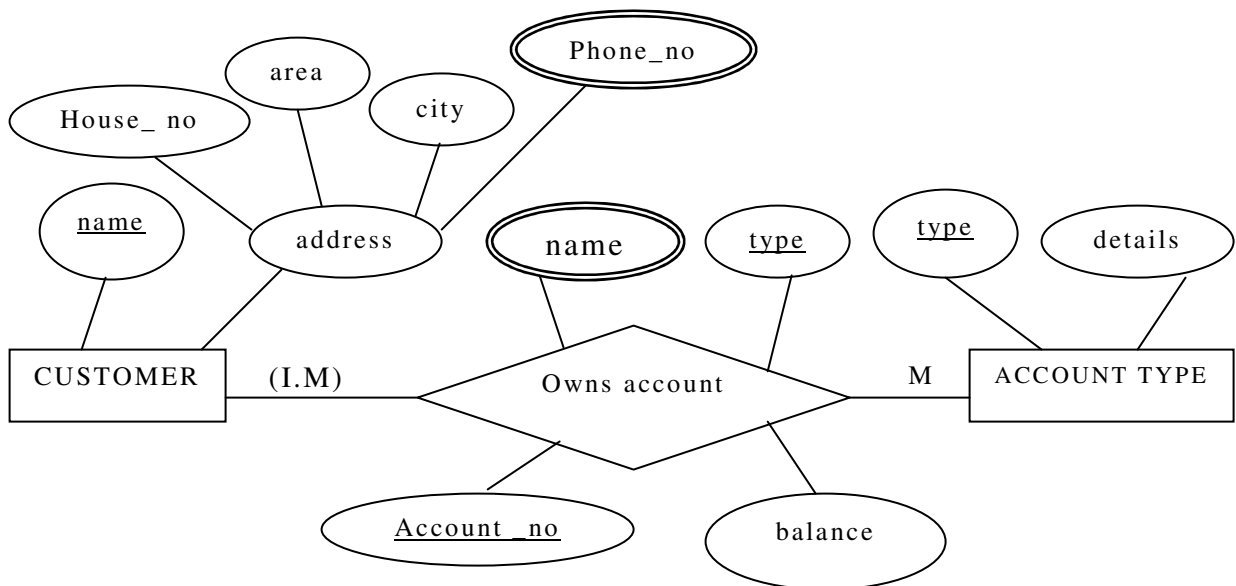 Phone_no
area
city
House_ no
name
address
name
type
type
details
CUSTOMER
(I.M)
Owns account
M
ACCOUNT TYPE
Account _no
balance